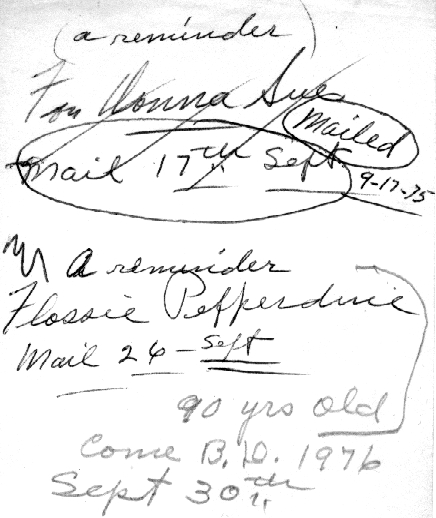 (a reminder)
For Donna Sue
Mailed
Mail 17th Sept.
9-17-75
A reminder
Flossie Pepperdine
Mail 26 - Sept
90 yrs old
Come B.D. 1976
Sept 30th